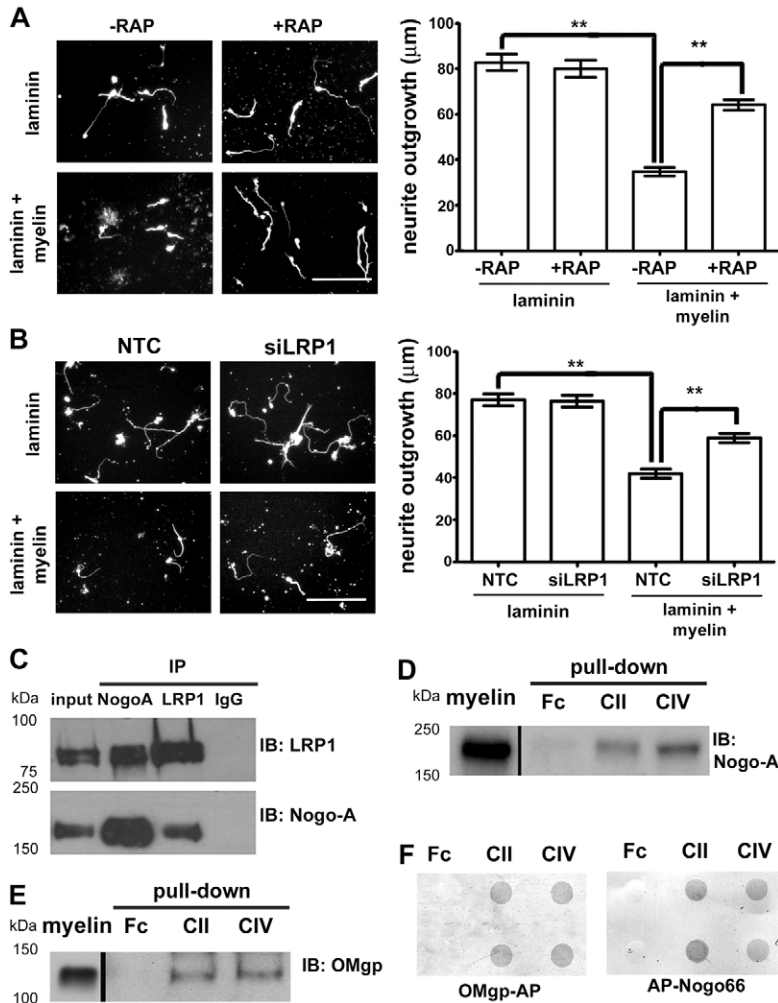 A
-RAP
+RAP
laminin
laminin +
myelin
neurite outgrowth (µm)
100
80
60
40
20
0
**
**
-RAP
+RAP
-RAP
+RAP
laminin
laminin +
myelin
B
NTC
siLRP1
laminin
laminin +
myelin
neurite outgrowth (µm)
100
80
60
40
20
0
**
**
NTC
siLRP1
NTC
siLRP1
laminin
laminin +
myelin
C
IP
kDa
input
NogoA
LRP1
IgG
100
75
IB: LRP1
250
150
IB: Nogo-A
D
pull-down
kDa
myelin
Fc
CII
CIV
250
150
IB:
Nogo-A
E
pull-down
kDa
myelin
Fc
CII
CIV
150
100
IB: OMgp
F
Fc
CII
CIV
Fc
CII
CIV
OMgp-AP
AP-Nogo66